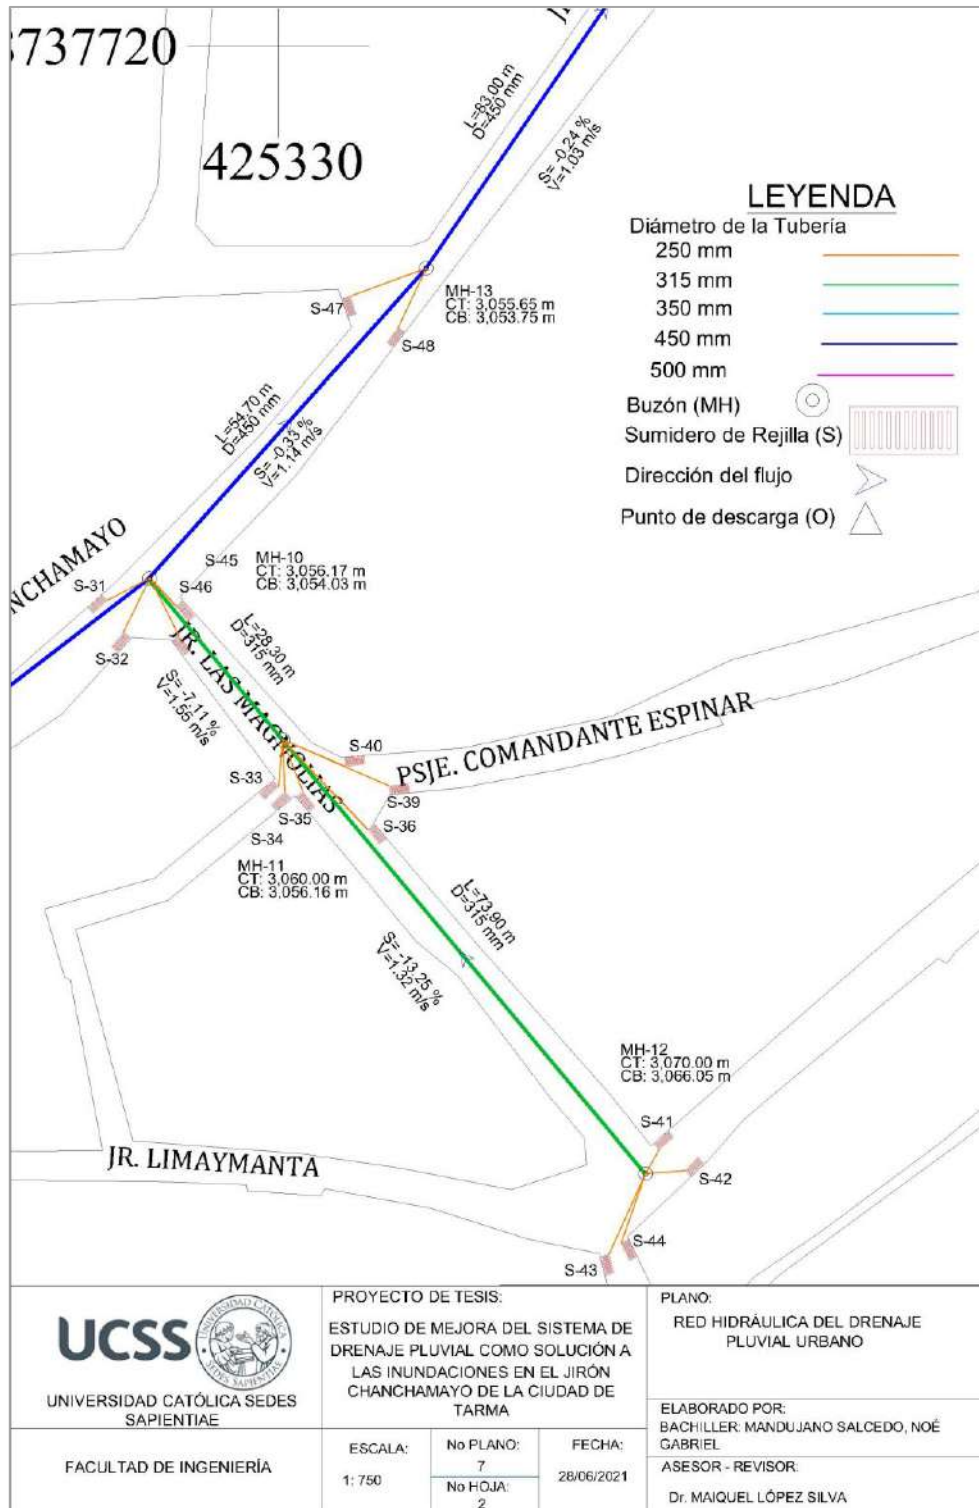 3737720
425330
L=83.00 m
D=450 mm
S= -0.24 %
V=1.03 m/s
LEYENDA
Diámetro de la Tubería
250 mm
315 mm
350 mm
450 mm
500 mm
Buzón (MH)
Sumidero de Rejilla (S)
Dirección del flujo
Punto de descarga (O)
S-47
MH-13
CT: 3,055.65 m
CB: 3,053.75 m
S-48
L=54.70 m
D=450 mm
S= -0.33 %
V=1.14 m/s
NCHAMAYO
S-45
MH-10
CT: 3,056.17 m
CB: 3,054.03 m
S-31
S-46
S-32
L=28.30 m
D=315 mm
JR. LAS MAGNOLIAS
S= -7.11 %
V=1.55 m/s
S-40
PSJE. COMANDANTE ESPINAR
S-33
S-39
S-35
S-36
S-34
MH-11
CT: 3,060.00 m
CB: 3,056.16 m
L=73.90 m
D=315 mm
S= -13.25 %
V=1.32 m/s
MH-12
CT: 3,070.00 m
CB: 3,066.05 m
S-41
JR. LIMAYMANTA
S-42
S-44
S-43
UCSS
UNIVERSIDAD CATÓLICA
SEDES SAPIENTIAE
UNIVERSIDAD CATÓLICA SEDES
SAPIENTIAE
FACULTAD DE INGENIERÍA
PROYECTO DE TESIS:
ESTUDIO DE MEJORA DEL SISTEMA DE
DRENAJE PLUVIAL COMO SOLUCIÓN A
LAS INUNDACIONES EN EL JIRÓN
CHANCHAMAYO DE LA CIUDAD DE
TARMA
ESCALA:
1: 750
No PLANO:
7
No HOJA:
2
FECHA:
28/06/2021
PLANO:
RED HIDRÁULICA DEL DRENAJE
PLUVIAL URBANO
ELABORADO POR:
BACHILLER: MANDUJANO SALCEDO, NOÉ
GABRIEL
ASESOR - REVISOR:
Dr. MAIQUEL LÓPEZ SILVA